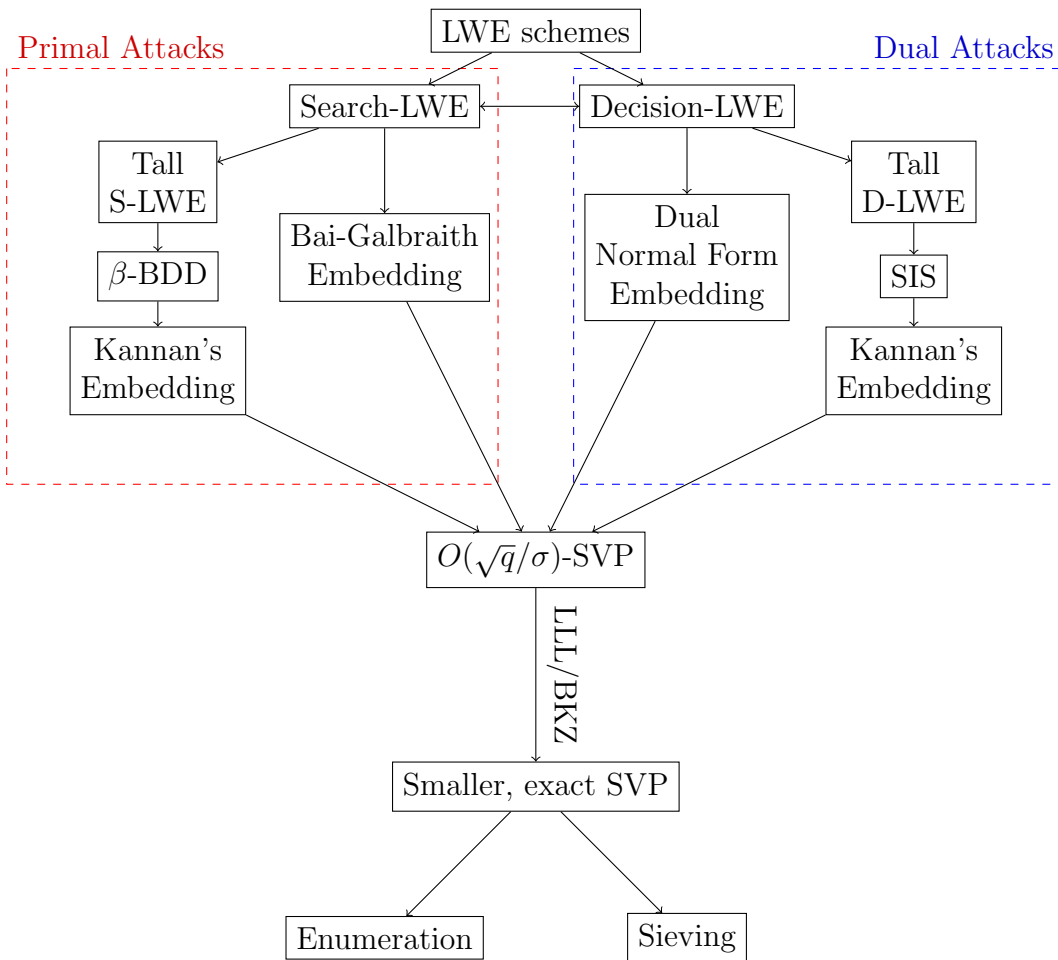 LWE schemes
Primal Attacks
Dual Attacks
Search-LWE
Decision-LWE
Tall
S-LWE
Tall
D-LWE
Bai-Galbraith
Embedding
Dual
Normal Form
Embedding
β-BDD
SIS
Kannan's
Embedding
Kannan's
Embedding
O(√q/σ)-SVP
LLL/BKZ
Smaller, exact SVP
Enumeration
Sieving